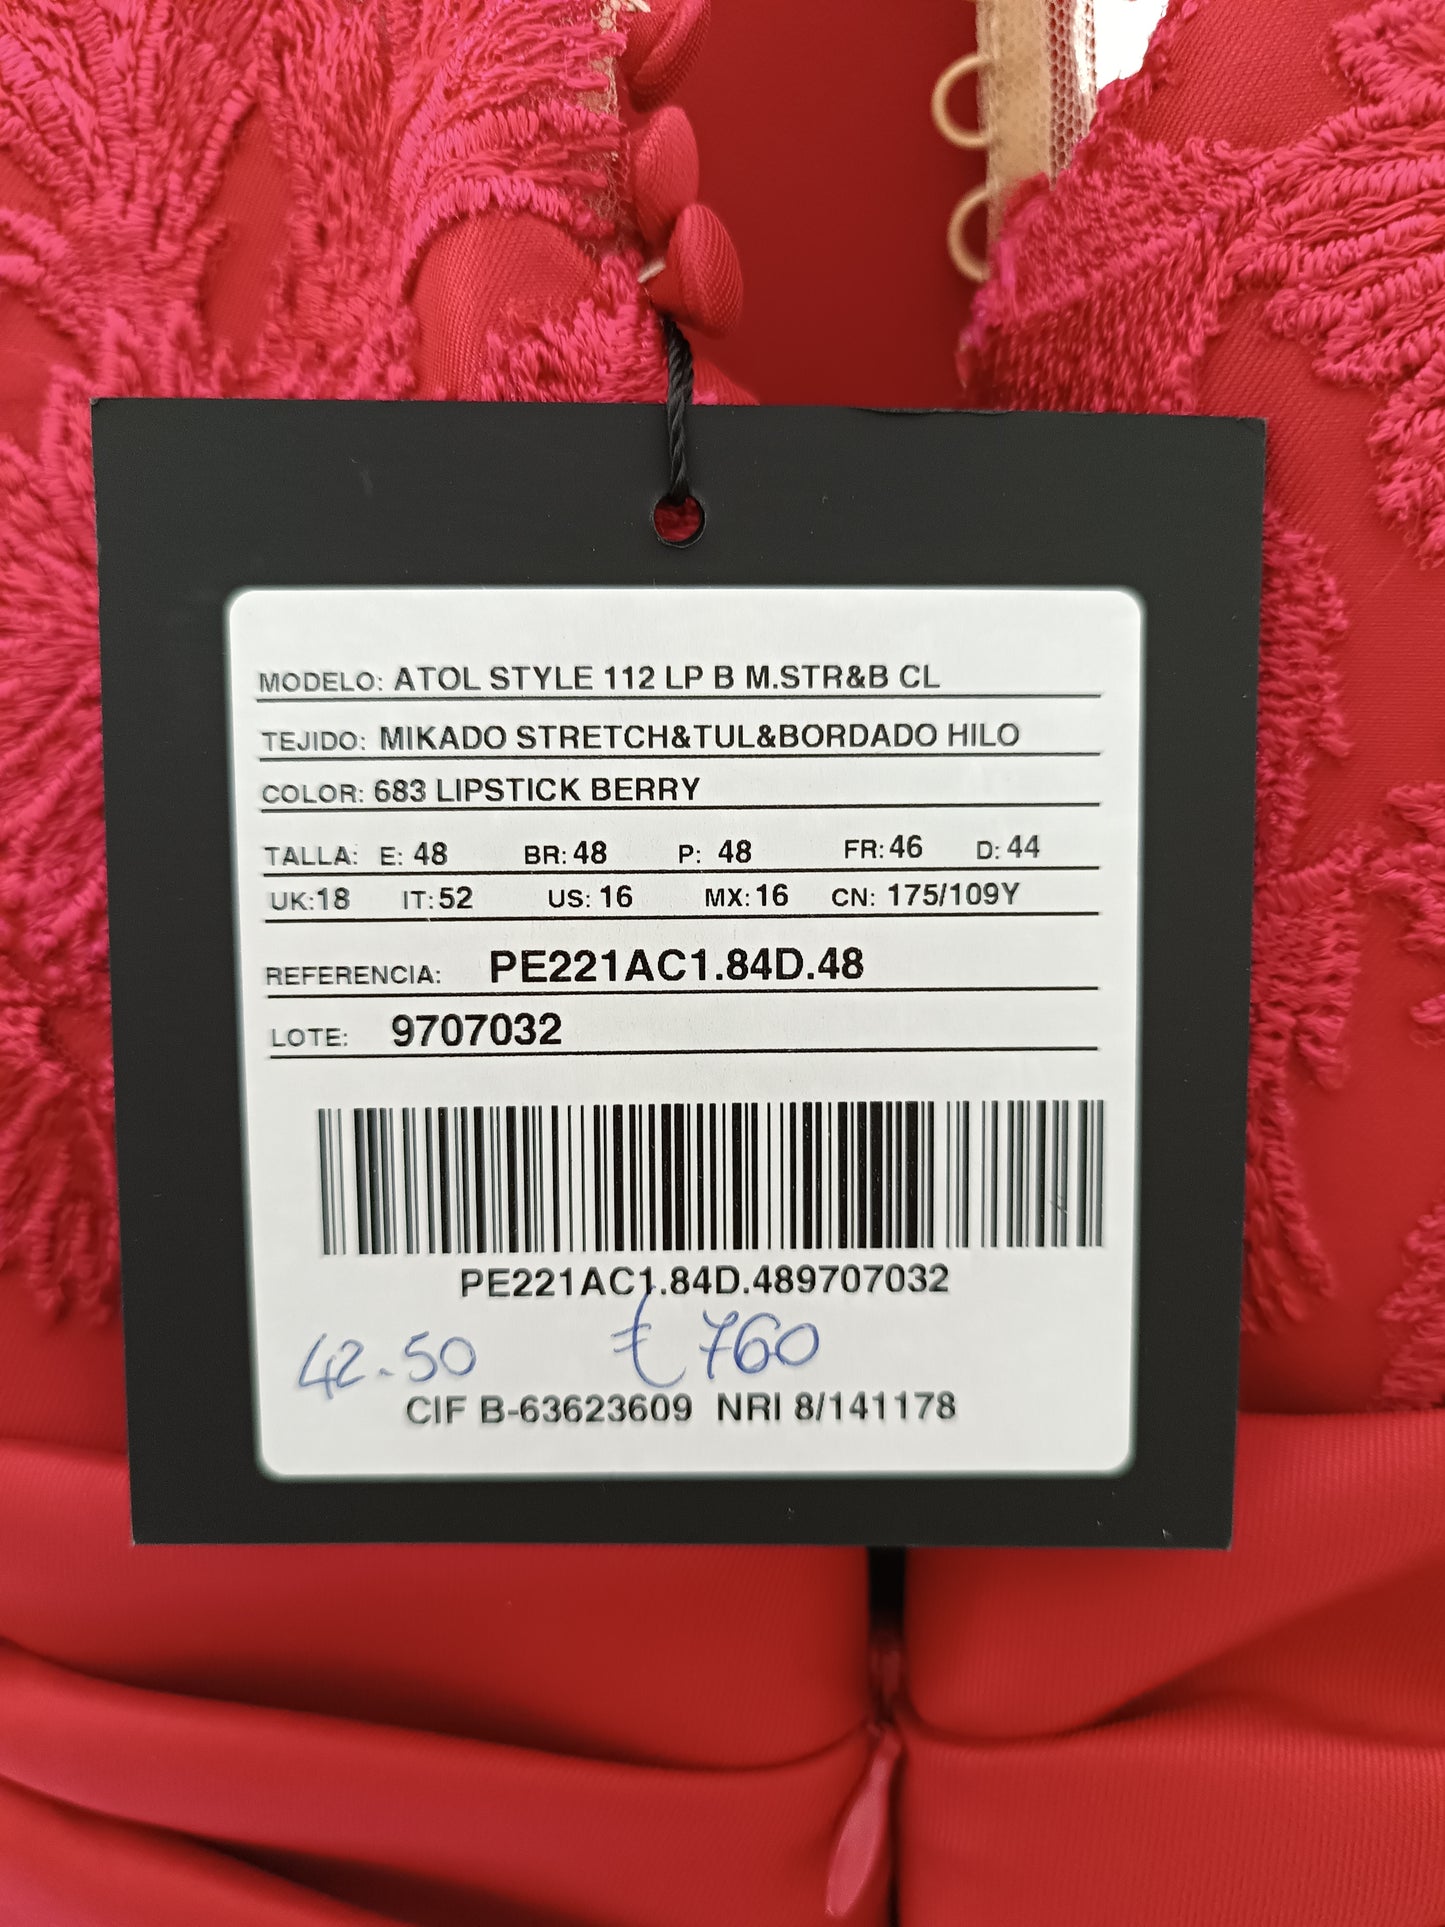 MODELO: ATOL STYLE 112 LP B M.STR&B CL
TEJIDO: MIKADO STRETCH&TUL&BORDADO HILO
COLOR: 683 LIPSTICK BERRY
TALLA: E: 48 BR: 48 P: 48 FR: 46 D: 44
UK:18 IT: 52 US: 16 MX: 16 CN: 175/109Y
REFERENCIA: PE221AC1.84D.48
LOTE: 9707032
PE221AC1.84D.489707032
42.50 € 760
CIF B-63623609 NRI 8/141178